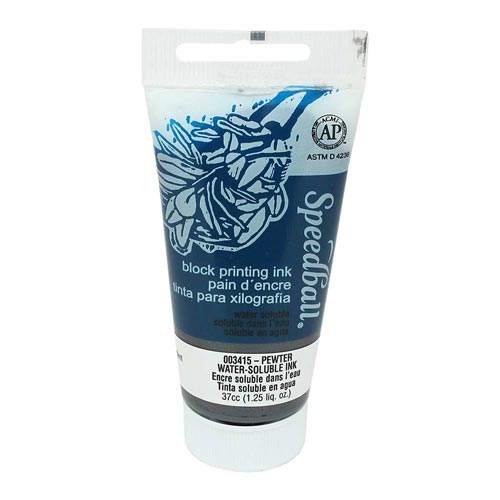 ACMI
AP
ASTM D 4236
Speedball®
block printing ink
pain d'encre
tinta para xilografía
water soluble
soluble dans l'eau
soluble en agua
003415 – PEWTER
WATER-SOLUBLE INK
Encre soluble dans l'eau
Tinta soluble en agua
37cc (1.25 liq. oz.)